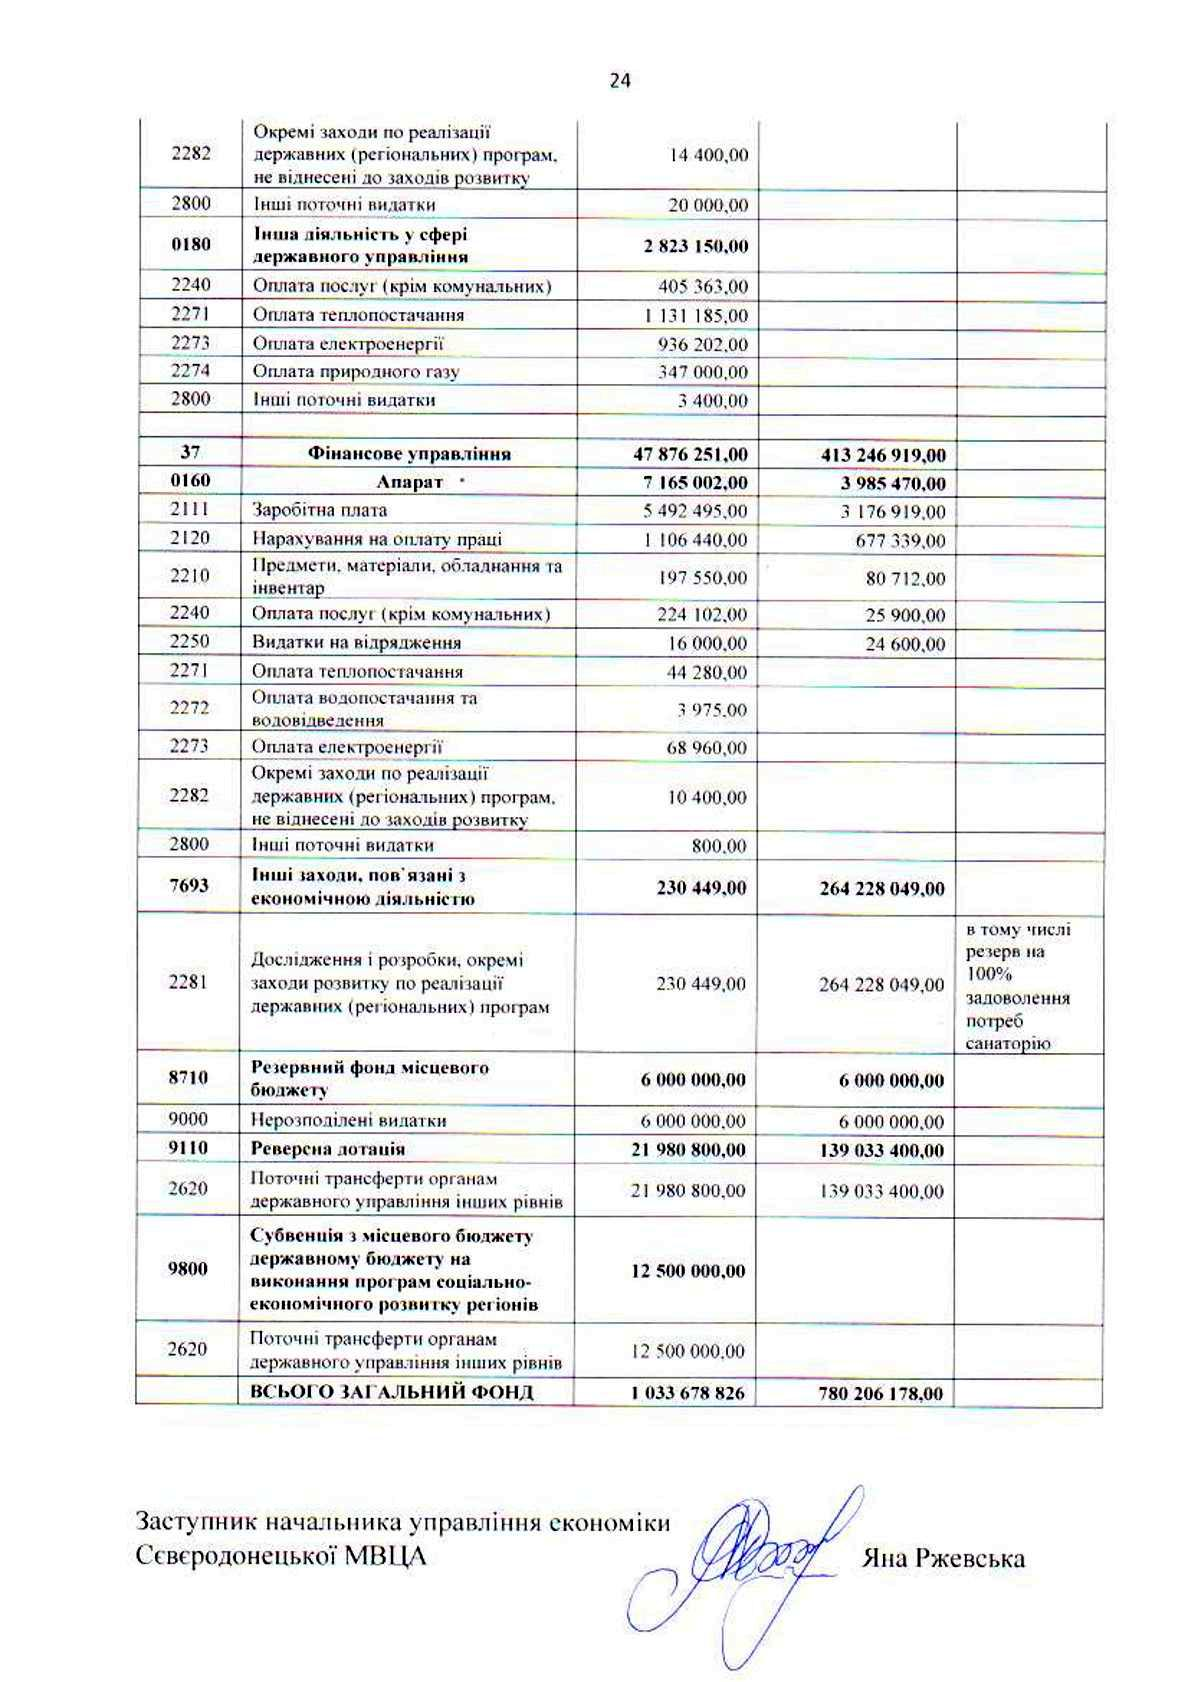 24
2282 Окремі заходи по реалізації
державних (регіональних) програм,
не віднесені до заходів розвитку 14 400,00
2800 Інші поточні видатки 20 000,00
0180 Інша діяльність у сфері
державного управління 2 823 150,00
2240 Оплата послуг (крім комунальних) 405 363,00
2271 Оплата теплопостачання 1 131 185,00
2273 Оплата електроенергії 936 202,00
2274 Оплата природного газу 347 000,00
2800 Інші поточні видатки 3 400,00
37 Фінансове управління 47 876 251,00 413 246 919,00
0160 Апарат 7 165 002,00 3 985 470,00
2111 Заробітна плата 5 492 495,00 3 176 919,00
2120 Нарахування на оплату праці 1 106 440,00 677 339,00
2210 Предмети, матеріали, обладнання та
інвентар 197 550,00 80 712,00
2240 Оплата послуг (крім комунальних) 224 102,00 25 900,00
2250 Видатки на відрядження 16 000,00 24 600,00
2271 Оплата теплопостачання 44 280,00
2272 Оплата водопостачання та
водовідведення 3 975,00
2273 Оплата електроенергії 68 960,00
2282 Окремі заходи по реалізації
державних (регіональних) програм,
не віднесені до заходів розвитку 10 400,00
2800 Інші поточні видатки 800,00
7693 Інші заходи, пов'язані з
економічною діяльністю 230 449,00 264 228 049,00
2281 Дослідження і розробки, окремі
заходи розвитку по реалізації
державних (регіональних) програм 230 449,00 264 228 049,00
в тому числі
резерв на
100%
задоволення
потреб
санаторію
8710 Резервний фонд місцевого
бюджету 6 000 000,00 6 000 000,00
9000 Нерозподілені видатки 6 000 000,00 6 000 000,00
9110 Реверсна дотація 21 980 800,00 139 033 400,00
2620 Поточні трансферти органам
державного управління інших рівнів 21 980 800,00 139 033 400,00
9800 Субвенція з місцевого бюджету
державному бюджету на
виконання програм соціально-
економічного розвитку регіонів 12 500 000,00
2620 Поточні трансферти органам
державного управління інших рівнів 12 500 000,00
ВСЬОГО ЗАГАЛЬНИЙ ФОНД 1 033 678 826 780 206 178,00
Заступник начальника управління економіки
Сєвєродонецької МВЦА Яна Ржевська